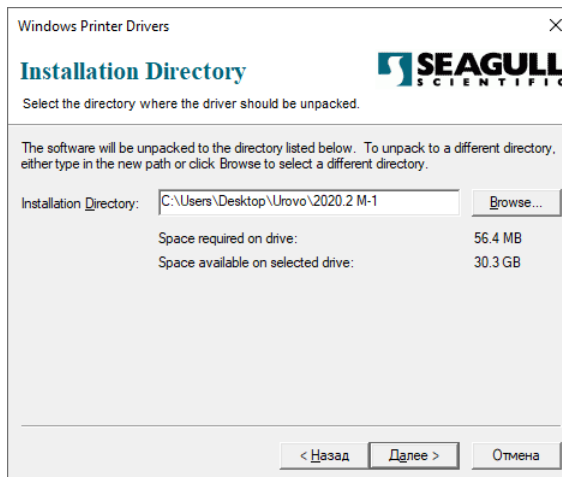 Windows Printer Drivers
Installation Directory
SEAGULL
SCIENTIFIC
Select the directory where the driver should be unpacked.
The software will be unpacked to the directory listed below. To unpack to a different directory,
either type in the new path or click Browse to select a different directory.
Installation Directory: C:\Users\Desktop\Urovo\2020.2 M-1 Browse...
Space required on drive: 56.4 MB
Space available on selected drive: 30.3 GB
< Назад Далее > Отмена